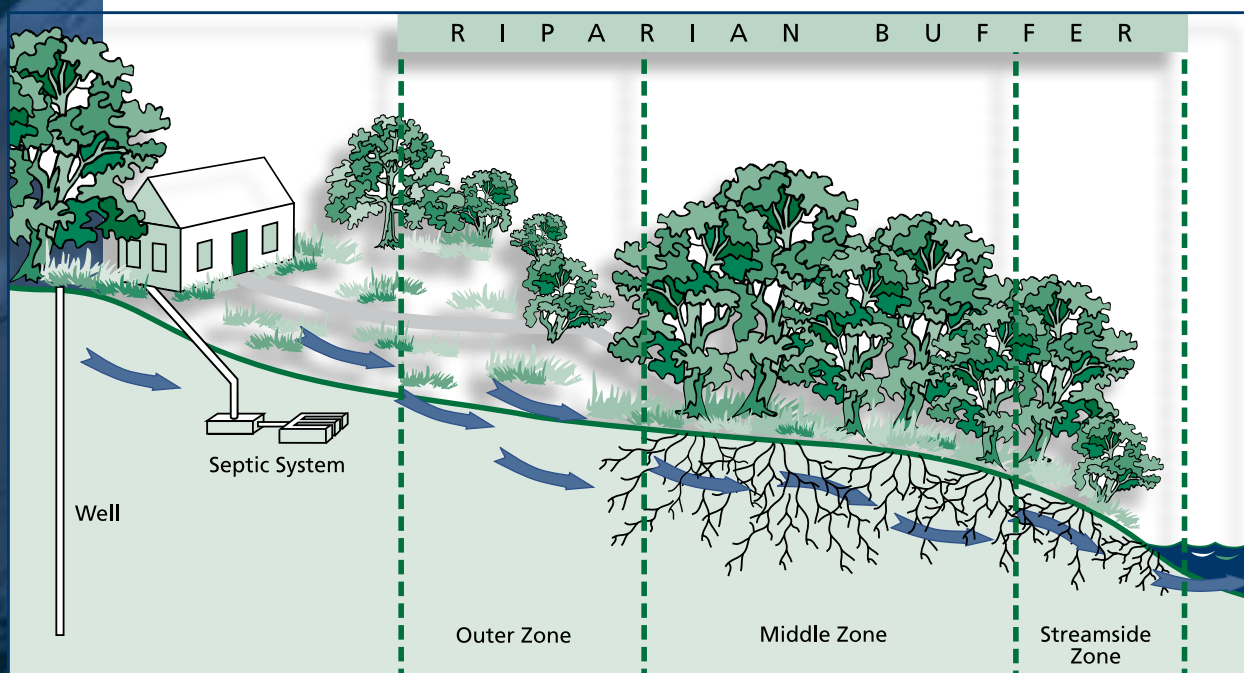 RIPARIAN BUFFER
Septic System
Well
Outer Zone
Middle Zone
Streamside
Zone